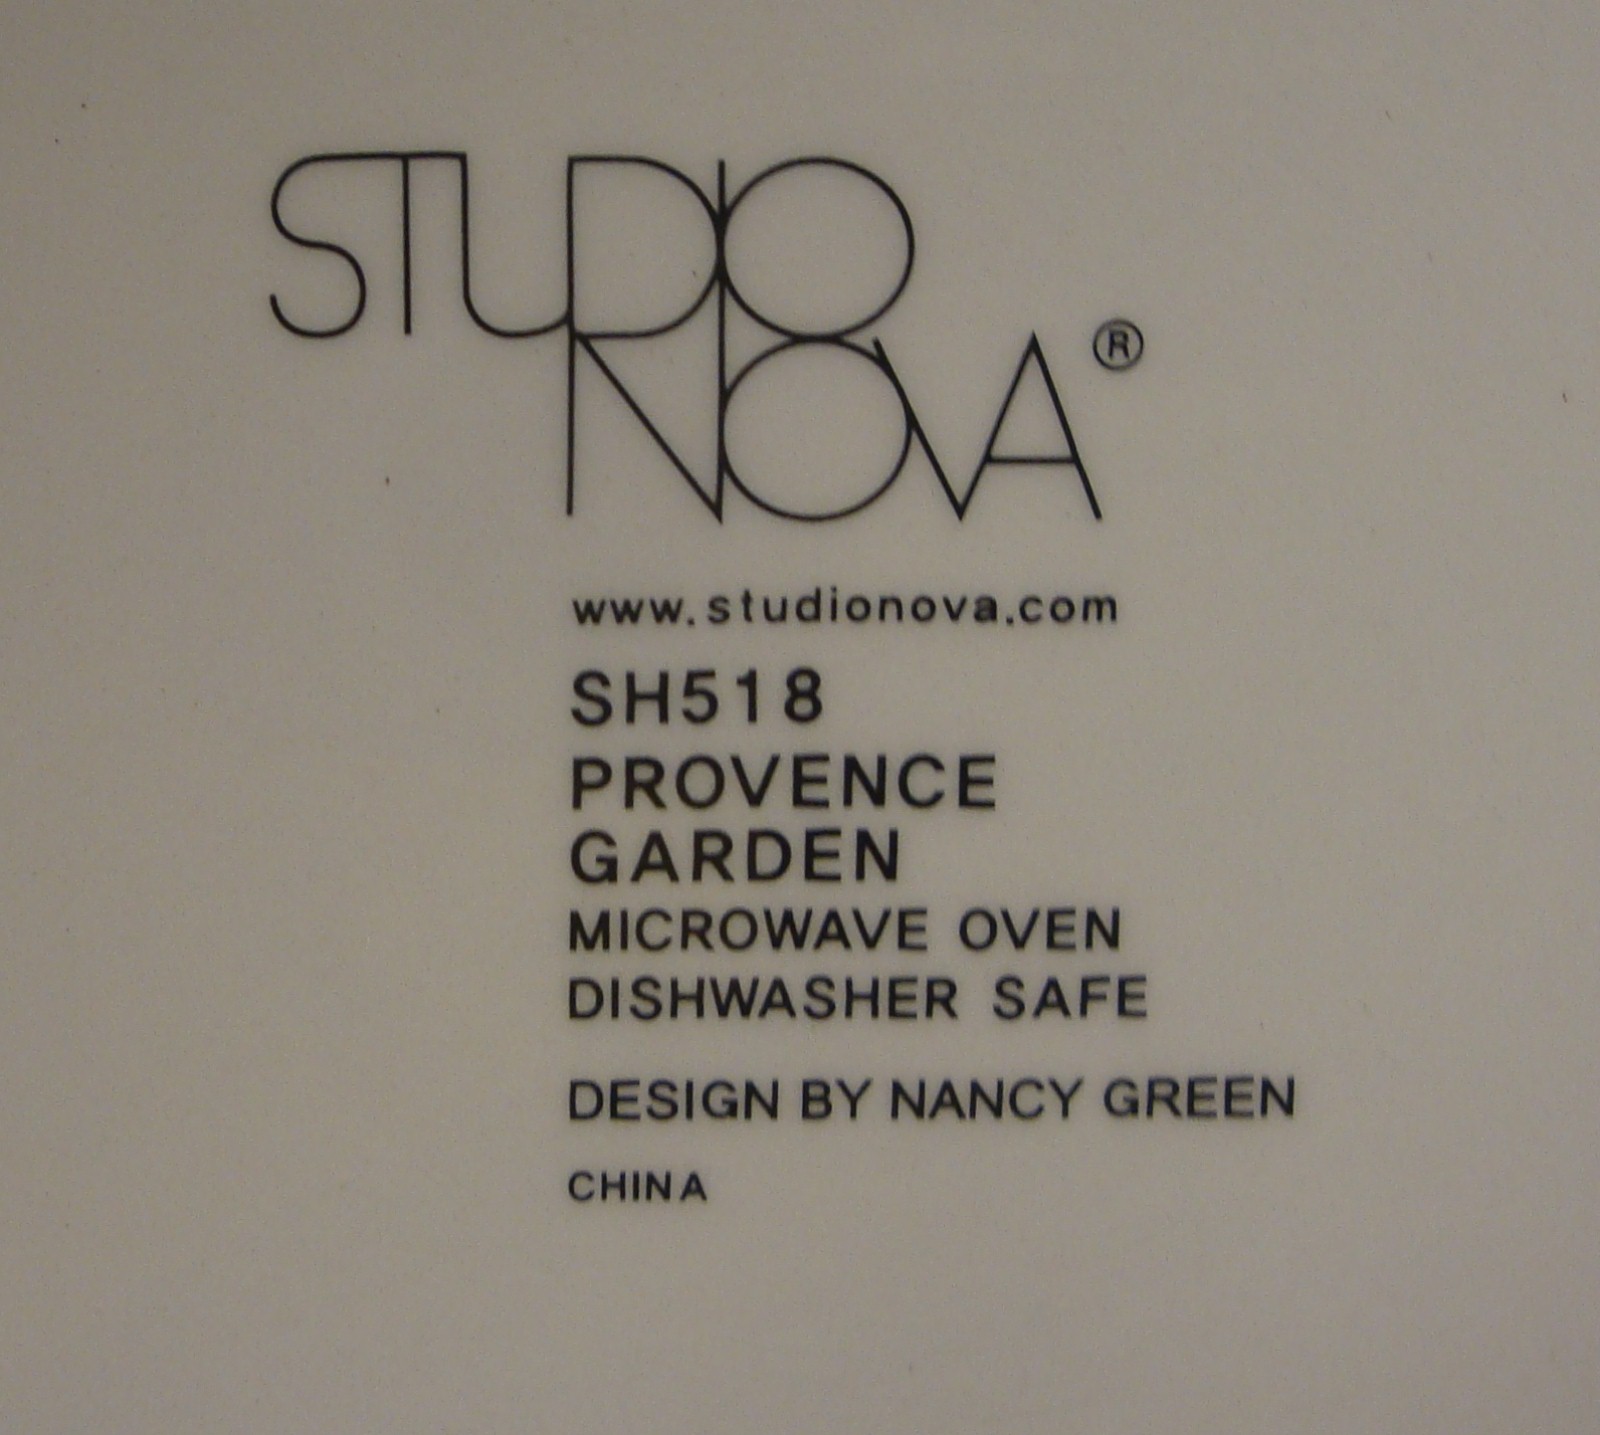 STUDIO
NOVA®
www.studionova.com
SH518
PROVENCE
GARDEN
MICROWAVE OVEN
DISHWASHER SAFE
DESIGN BY NANCY GREEN
CHINA